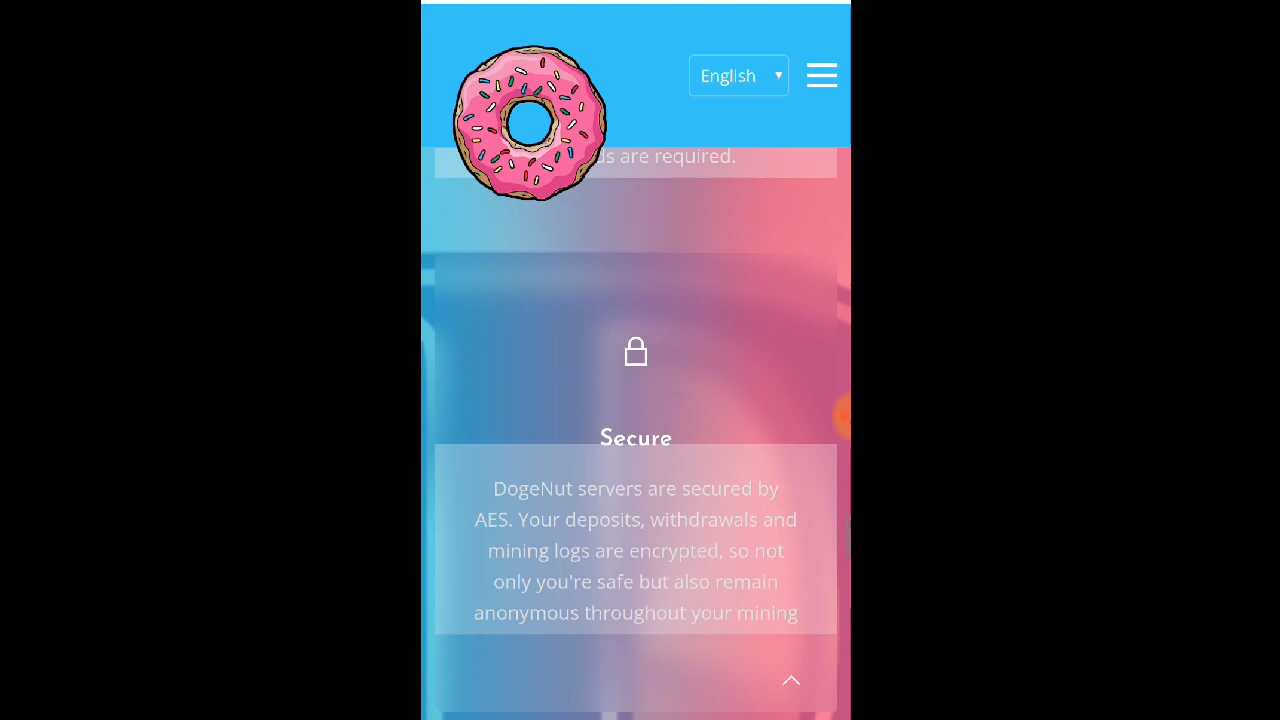 English
ds are required.
Secure
DogeNut servers are secured by
AES. Your deposits, withdrawals and
mining logs are encrypted, so not
only you're safe but also remain
anonymous throughout your mining